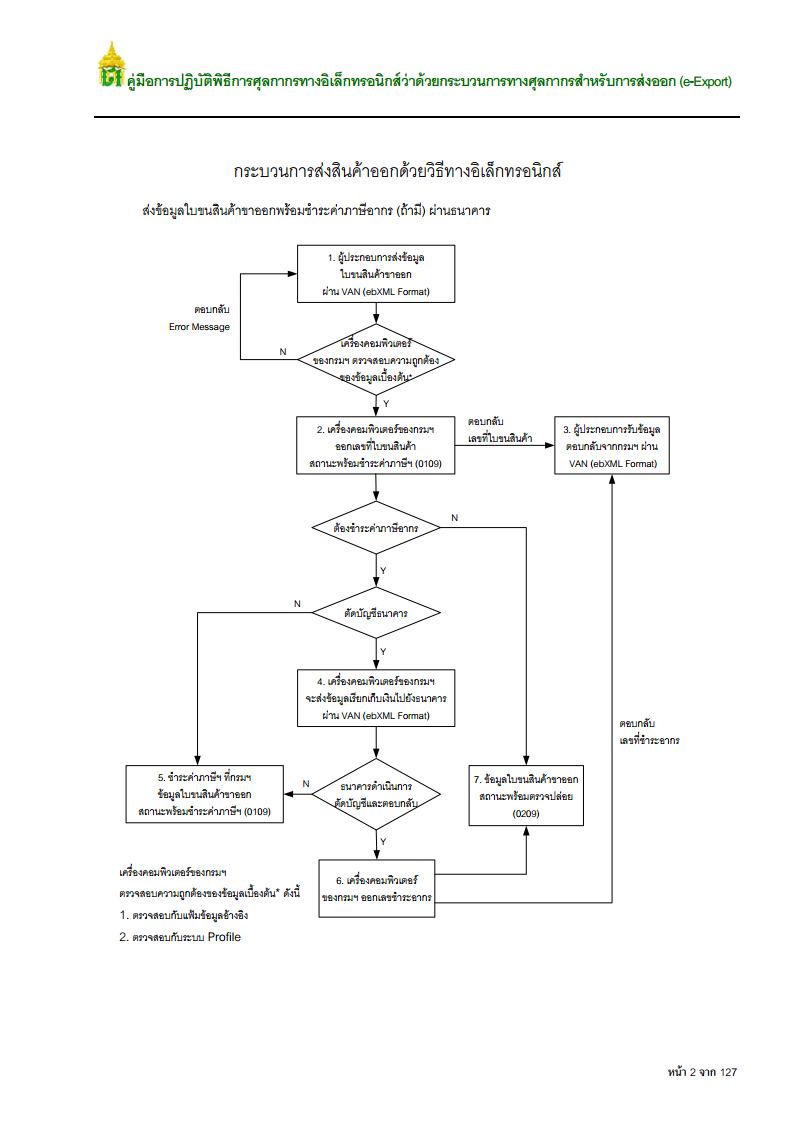 คู่มือการปฏิบัติพิธีการศุลกากรทางอิเล็กทรอนิกส์ว่าด้วยกระบวนการทางศุลกากรสำหรับการส่งออก (e-Export)
กระบวนการส่งสินค้าออกด้วยวิธีทางอิเล็กทรอนิกส์
ส่งข้อมูลใบขนสินค้าขาออกพร้อมชำระค่าภาษีอากร (ถ้ามี) ผ่านธนาคาร
1. ผู้ประกอบการส่งข้อมูล
ใบขนสินค้าขาออก
ผ่าน VAN (ebXML Format)
ตอบกลับ
Error Message
N
เครื่องคอมพิวเตอร์
ของกรมฯ ตรวจสอบความถูกต้อง
ของข้อมูลเบื้องต้น*
Y
2. เครื่องคอมพิวเตอร์ของกรมฯ
ออกเลขที่ใบขนสินค้า
สถานะพร้อมชำระค่าภาษีฯ (0109)
ตอบกลับ
เลขที่ใบขนสินค้า
3. ผู้ประกอบการรับข้อมูล
ตอบกลับจากกรมฯ ผ่าน
VAN (ebXML Format)
ต้องชำระค่าภาษีอากร
N
Y
ตัดบัญชีธนาคาร
N
Y
4. เครื่องคอมพิวเตอร์ของกรมฯ
จะส่งข้อมูลเรียกเก็บเงินไปยังธนาคาร
ผ่าน VAN (ebXML Format)
ตอบกลับ
เลขที่ชำระอากร
5. ชำระค่าภาษีฯ ที่กรมฯ
ข้อมูลใบขนสินค้าขาออก
สถานะพร้อมชำระค่าภาษีฯ (0109)
N
ธนาคารดำเนินการ
ตัดบัญชีและตอบกลับ
Y
7. ข้อมูลใบขนสินค้าขาออก
สถานะพร้อมตรวจปล่อย
(0209)
6. เครื่องคอมพิวเตอร์
ของกรมฯ ออกเลขชำระอากร
เครื่องคอมพิวเตอร์ของกรมฯ
ตรวจสอบความถูกต้องของข้อมูลเบื้องต้น* ดังนี้
1. ตรวจสอบกับแฟ้มข้อมูลอ้างอิง
2. ตรวจสอบกับระบบ Profile
หน้า 2 จาก 127